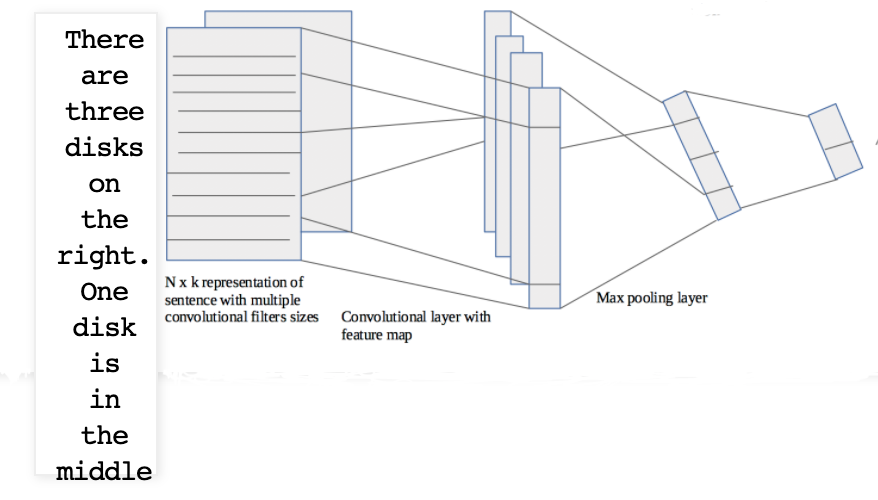 There
are
three
disks
on
the
right.
One
disk
is
in
the
middle
N x k representation of
sentence with multiple
convolutional filters sizes
Convolutional layer with
feature map
Max pooling layer